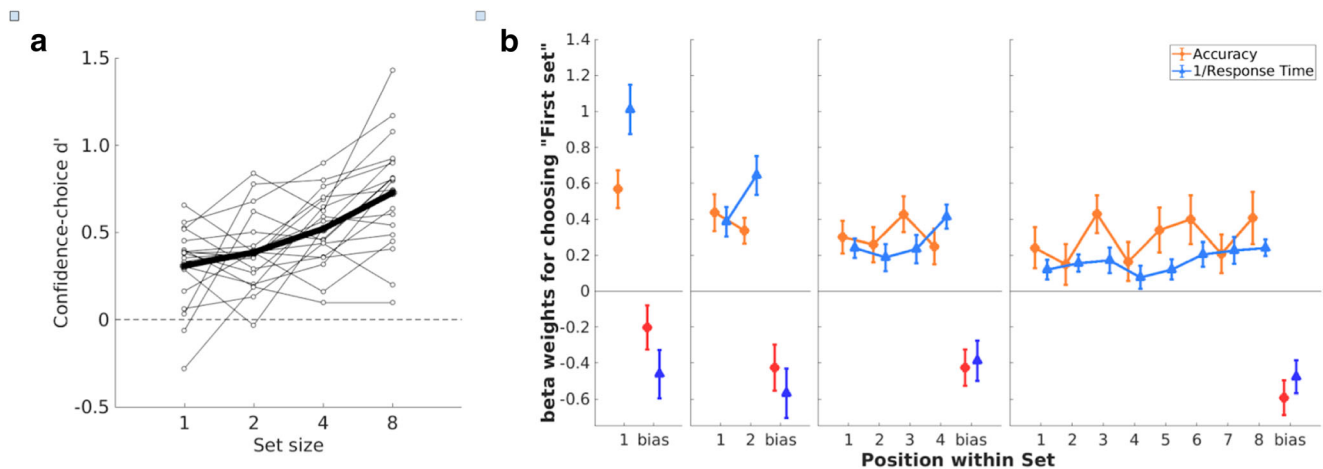 a
b
1.5
1.0
0.5
0
-0.5
Confidence-choice d'
1 2 4 8
Set size
1.4
1.2
1
0.8
0.6
0.4
0.2
0
-0.2
-0.4
-0.6
beta weights for choosing "First set"
Accuracy
1/Response Time
1 bias 1 2 bias 1 2 3 4 bias 1 2 3 4 5 6 7 8 bias
Position within Set